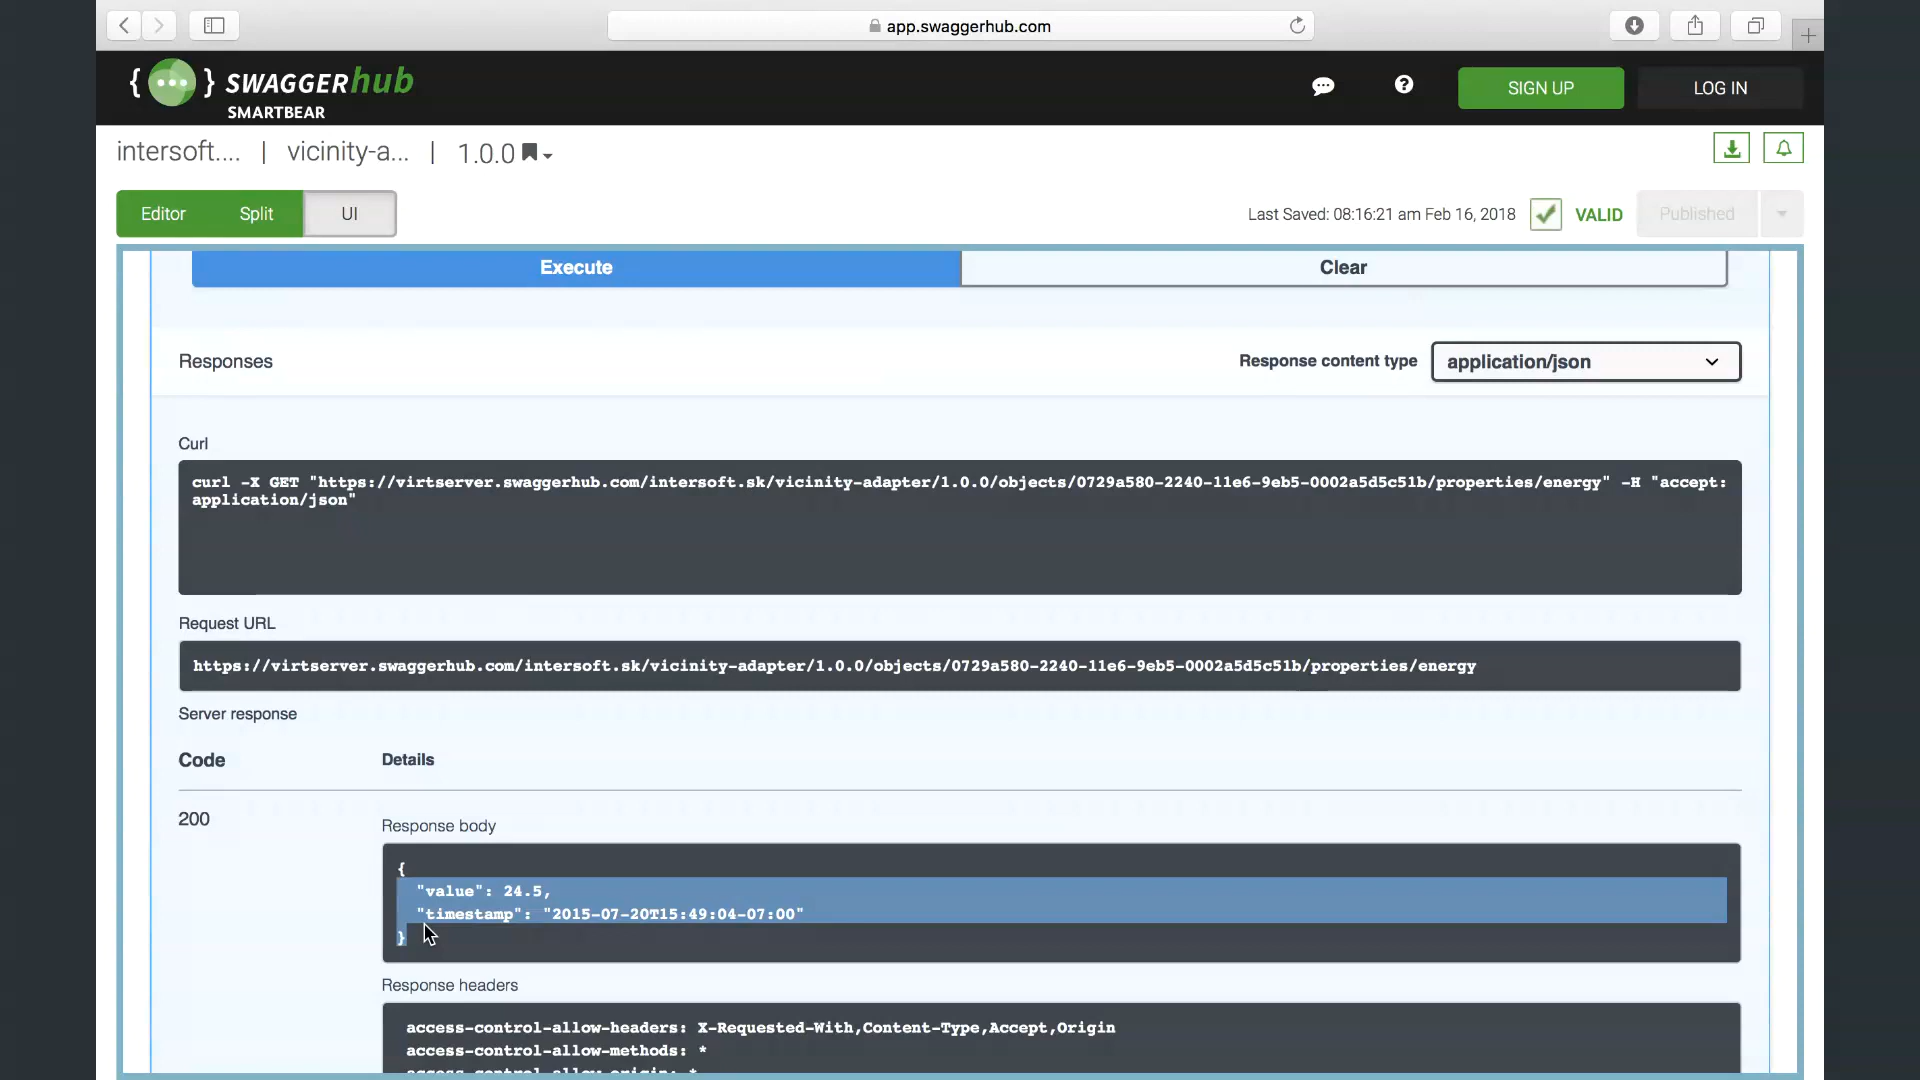 app.swaggerhub.com
{ ... } SWAGGERhub
SMARTBEAR
SIGN UP
LOG IN
intersoft.... | vicinity-a... | 1.0.0
Editor Split UI
Last Saved: 08:16:21 am Feb 16, 2018 VALID Published
Execute Clear
Responses
Response content type application/json
Curl
curl -X GET "https://virtserver.swaggerhub.com/intersoft.sk/vicinity-adapter/1.0.0/objects/0729a580-2240-11e6-9eb5-0002a5d5c51b/properties/energy" -H "accept:
application/json"
Request URL
https://virtserver.swaggerhub.com/intersoft.sk/vicinity-adapter/1.0.0/objects/0729a580-2240-11e6-9eb5-0002a5d5c51b/properties/energy
Server response
Code Details
200
Response body
{
"value": 24.5,
"timestamp": "2015-07-20T15:49:04-07:00"
}
Response headers
access-control-allow-headers: X-Requested-With,Content-Type,Accept,Origin
access-control-allow-methods: *
access-control-allow-origin: *